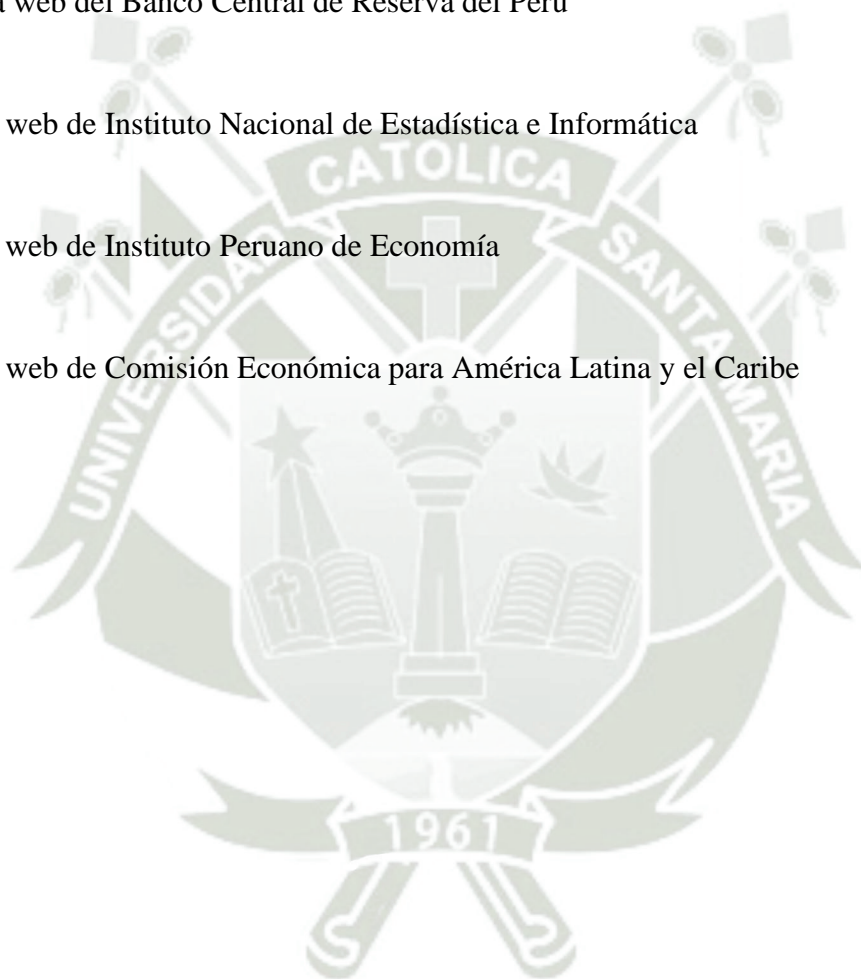 a web del Banco Central de Reserva del Perú
web de Instituto Nacional de Estadística e Informática
web de Instituto Peruano de Economía
web de Comisión Económica para América Latina y el Caribe
UNIVERSIDAD CATOLICA SANTA MARIA
1961